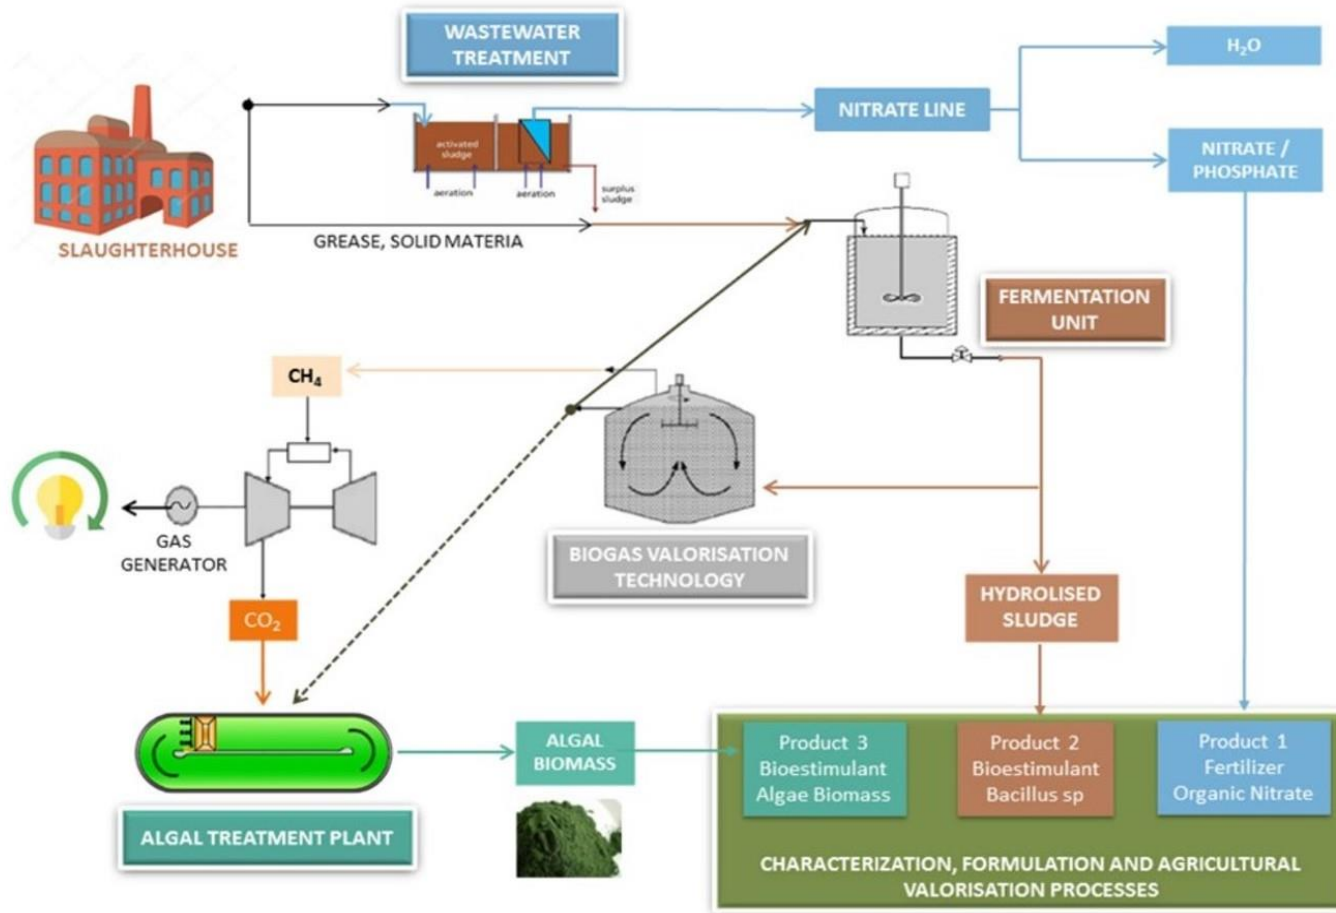 WASTEWATER
TREATMENT
H₂O
NITRATE LINE
NITRATE /
PHOSPHATE
activated
sludge
aeration
aeration
surplus
sludge
SLAUGHTERHOUSE
GREASE, SOLID MATERIA
FERMENTATION
UNIT
CH₄
GAS
GENERATOR
BIOGAS VALORISATION
TECHNOLOGY
HYDROLISED
SLUDGE
CO₂
ALGAL
BIOMASS
ALGAL TREATMENT PLANT
Product 3
Bioestimulant
Algae Biomass
Product 2
Bioestimulant
Bacillus sp
Product 1
Fertilizer
Organic Nitrate
CHARACTERIZATION, FORMULATION AND AGRICULTURAL
VALORISATION PROCESSES